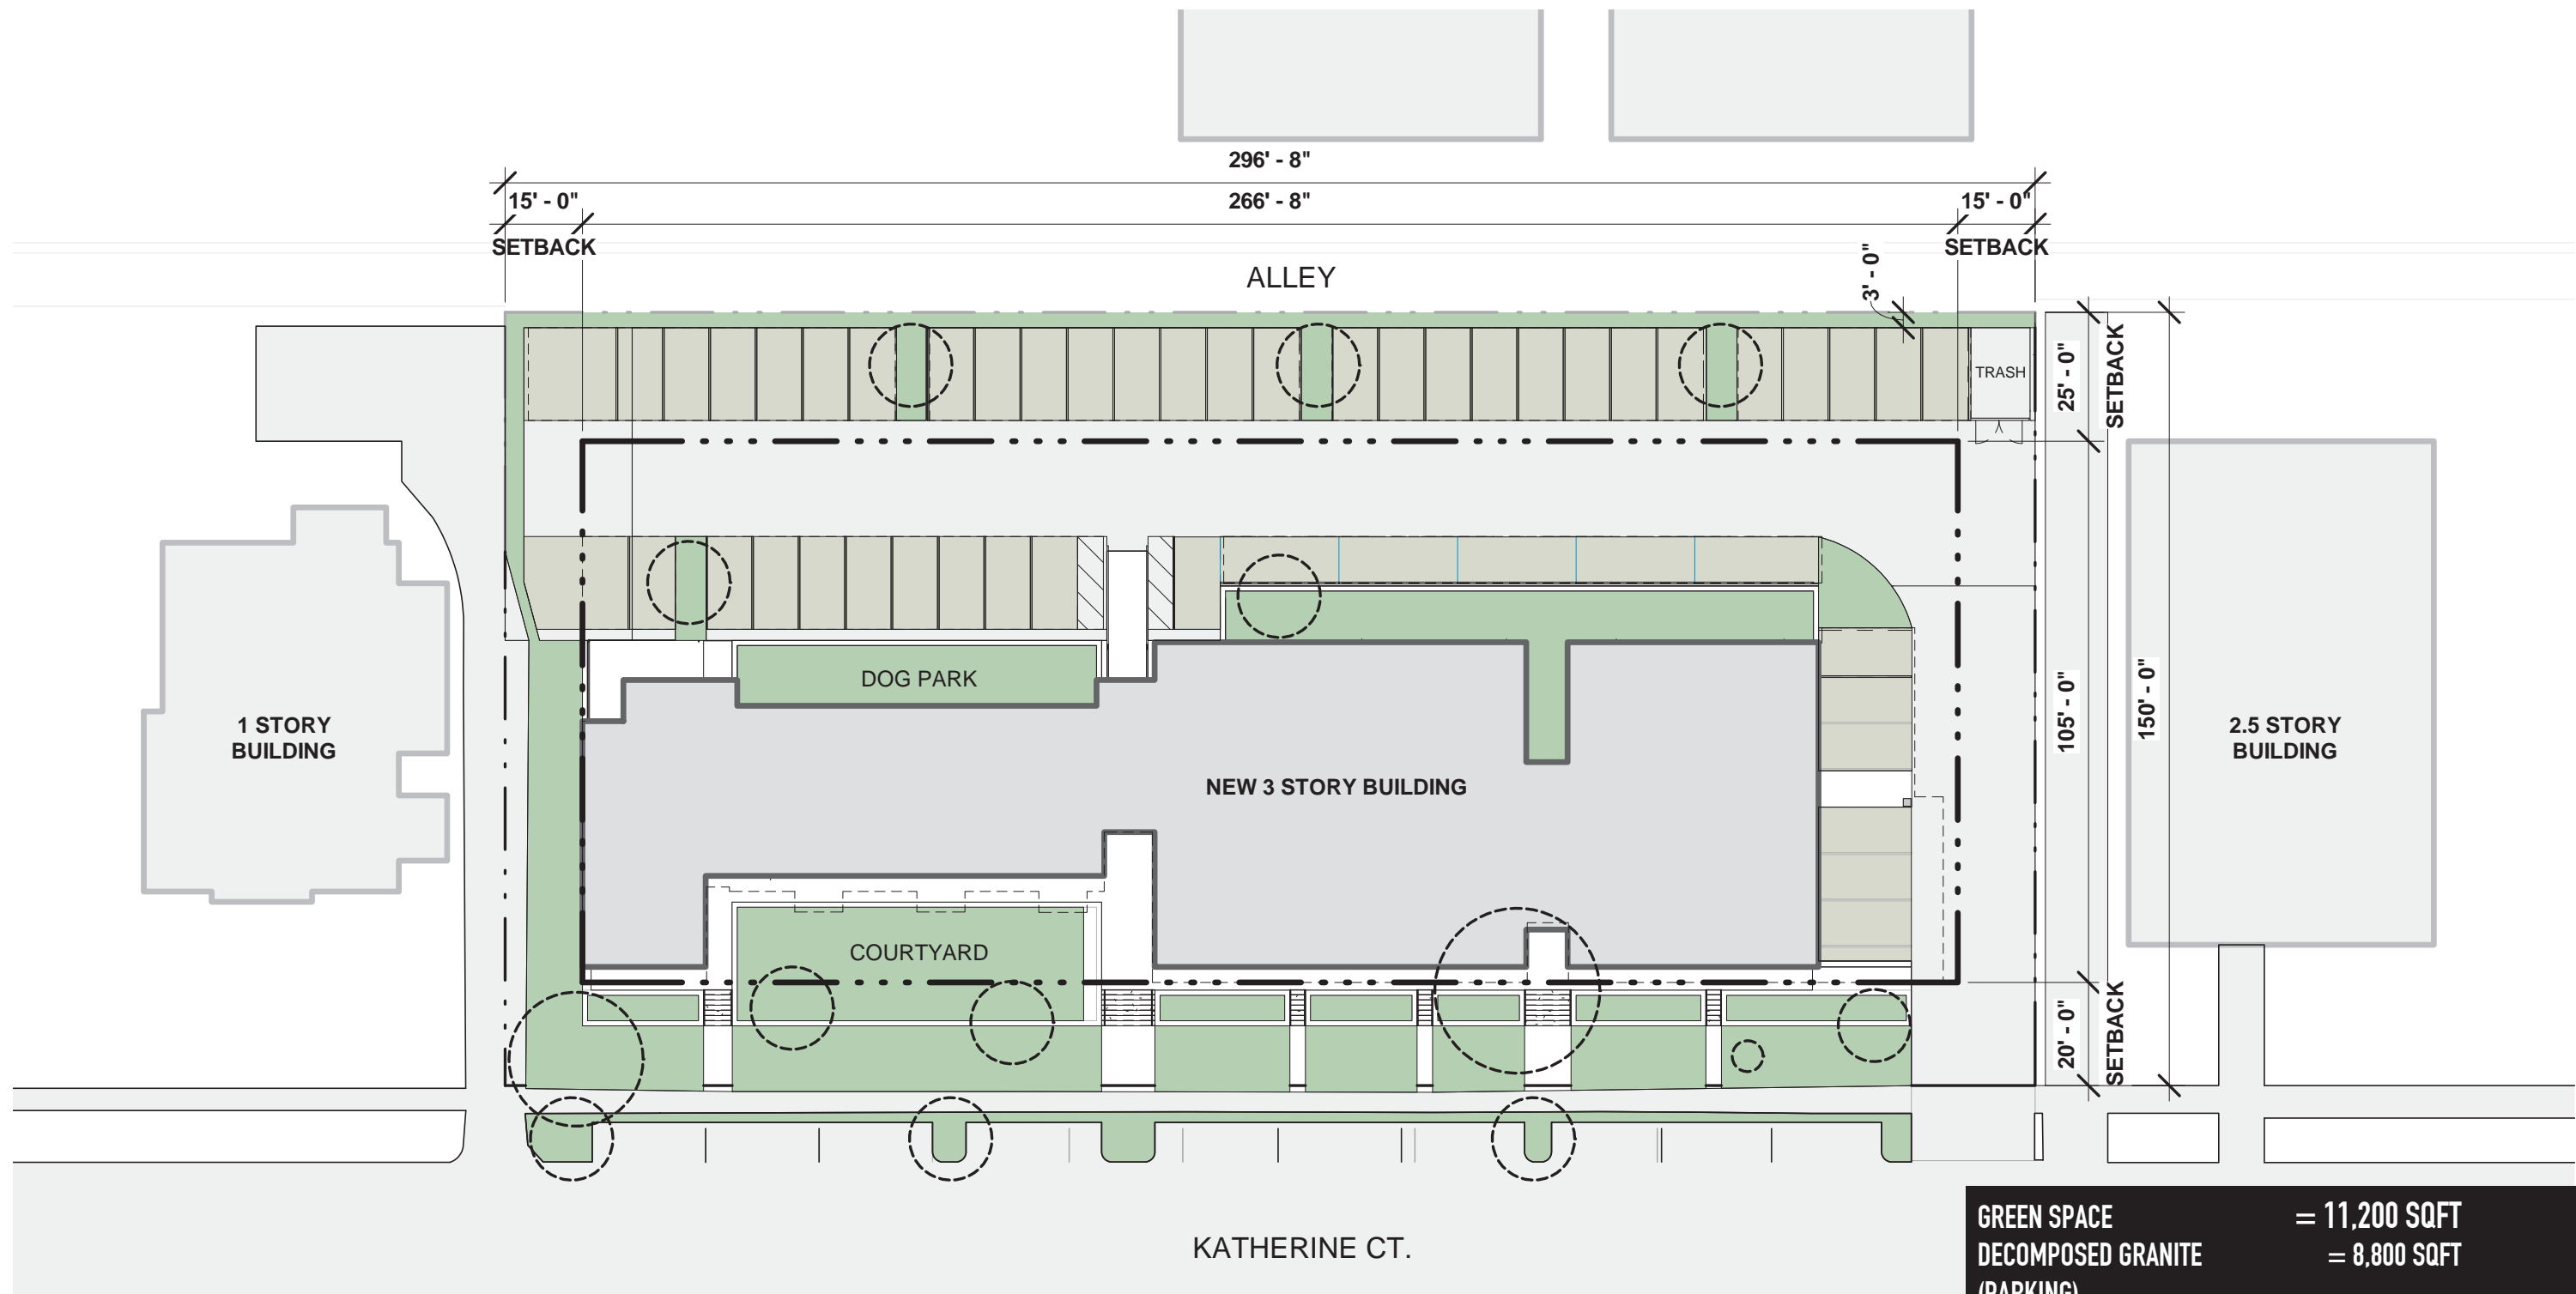 296' - 8"
15' - 0"
266' - 8"
15' - 0"
SETBACK
SETBACK
ALLEY
3' - 0"
TRASH
25' - 0"
SETBACK
DOG PARK
1 STORY
BUILDING
NEW 3 STORY BUILDING
105' - 0"
150' - 0"
2.5 STORY
BUILDING
COURTYARD
20' - 0"
SETBACK
KATHERINE CT.
GREEN SPACE = 11,200 SQFT
DECOMPOSED GRANITE = 8,800 SQFT
(PARKING)